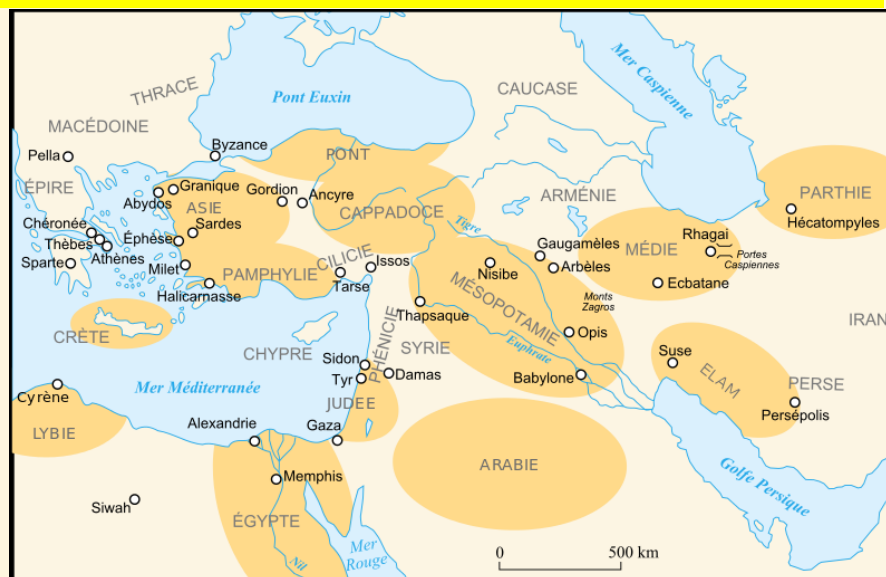 Mer Caspienne
CAUCASE
THRACE
Pont Euxin
MACÉDOINE
Byzance
Pella
PONT
ÉPIRE
Granique
Abydos
Gordion
Ancyre
ARMÉNIE
PARTHIE
Hécatompyles
ASIE
CAPPADOCE
Tigre
Chéronée
Sardes
Thèbes
Éphèse
Athènes
Gaugamèles
MÉDIE
Rhagai
Portes
Caspiennes
Sparte
Milet
PAMPHYLIE
CILICIE
Issos
Nisibe
Arbèles
Tarse
Halicarnasse
Ecbatane
MÉSOPOTAMIE
Monts
Zagros
Thapsaque
IRAN
CRÈTE
CHYPRE
PHÉNICIE
SYRIE
Euphrate
Opis
Sidon
Suse
Mer Méditerranée
Tyr
Damas
Babylone
ELAM
PERSE
Cyrène
JUDEE
Persépolis
LYBIE
Alexandrie
Gaza
ARABIE
Golfe Persique
Memphis
Siwah
ÉGYPTE
Mer
Rouge
Nil
0 500 km